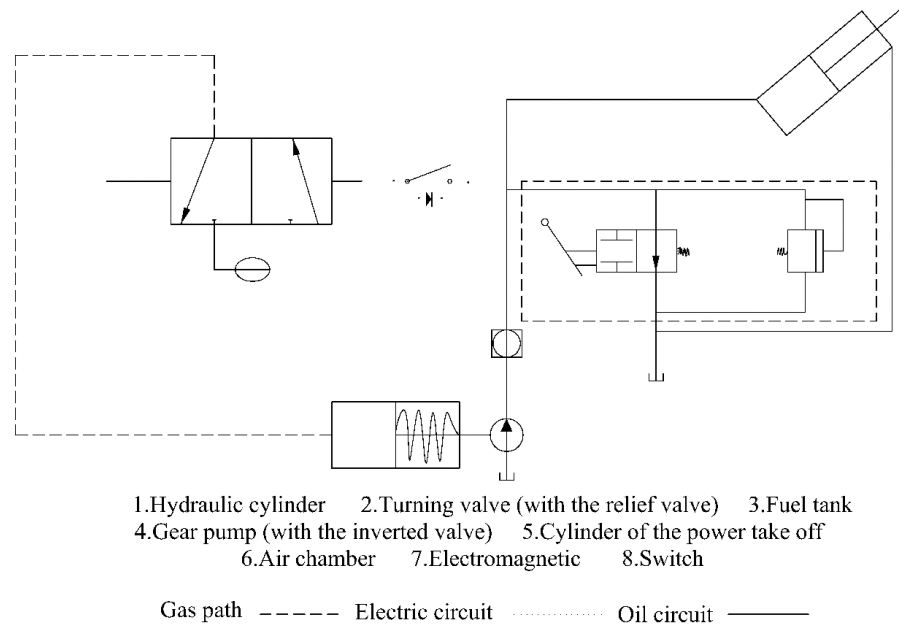 1.Hydraulic cylinder 2.Turning valve (with the relief valve) 3.Fuel tank
4.Gear pump (with the inverted valve) 5.Cylinder of the power take off
6.Air chamber 7.Electromagnetic 8.Switch
Gas path Electric circuit Oil circuit